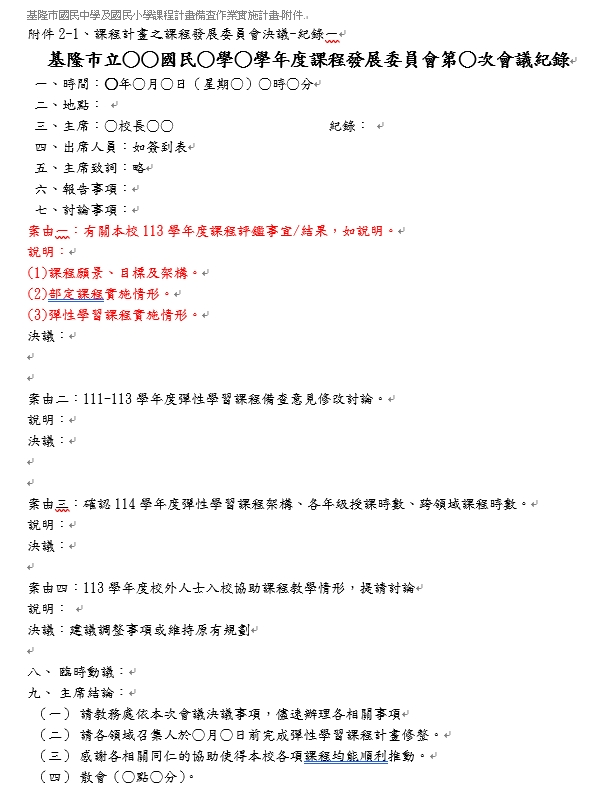 基隆市國民中學及國民小學課程計畫備查作業實施計畫-附件.
附件 2-1、課程計畫之課程發展委員會決議-紀錄一
基隆市立〇〇國民〇學〇學年度課程發展委員會第〇次會議紀錄
一、時間：〇年〇月〇日（星期〇）〇時〇分
二、地點：
三、主席：〇校長〇〇 紀錄：
四、出席人員：如簽到表
五、主席致詞：略
六、報告事項：
七、討論事項：
案由一：有關本校 113 學年度課程評鑑事宜/結果，如說明。
說明：
(1)課程願景、目標及架構。
(2)部定課程實施情形。
(3)彈性學習課程實施情形。
決議：
案由二：111-113 學年度彈性學習課程備查意見修改討論。
說明：
決議：
案由三：確認 114 學年度彈性學習課程架構、各年級授課時數、跨領域課程時數。
說明：
決議：
案由四：113 學年度校外人士入校協助課程教學情形，提請討論
說明：
決議：建議調整事項或維持原有規劃
八、 臨時動議：
九、 主席結論：
（一） 請教務處依本次會議決議事項，儘速辦理各相關事項
（二） 請各領域召集人於〇月〇日前完成彈性學習課程計畫修整。
（三） 感謝各相關同仁的協助使得本校各項課程均能順利推動。
（四） 散會（〇點〇分）。